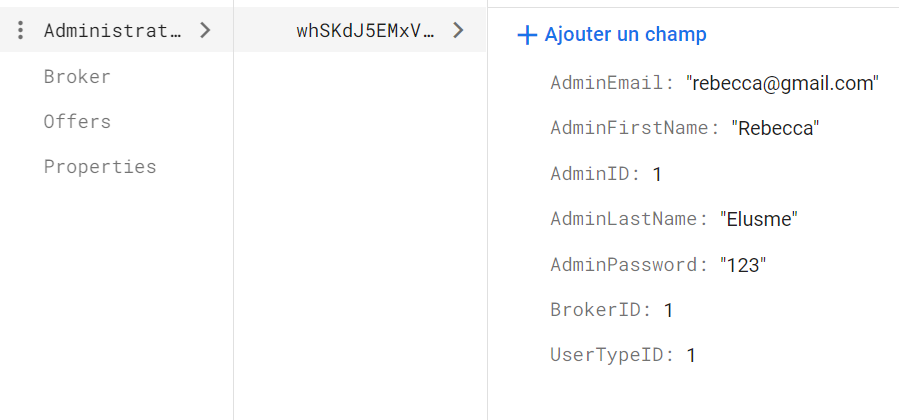 Administrat…
Broker
Offers
Properties
whSKdJ5EMxV…
Ajouter un champ
AdminEmail: "rebecca@gmail.com"
AdminFirstName: "Rebecca"
AdminID: 1
AdminLastName: "Elusme"
AdminPassword: "123"
BrokerID: 1
UserTypeID: 1